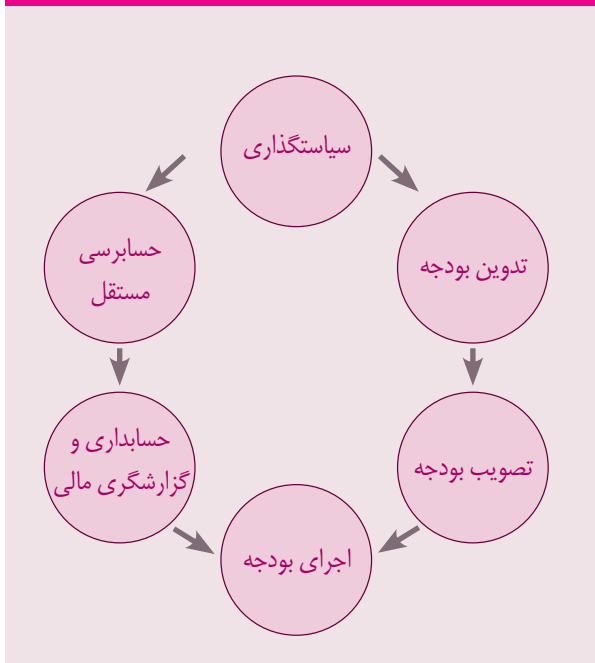 سیاستگذاری
تدوین بودجه
تصویب بودجه
اجرای بودجه
حسابرسی
مستقل
حسابداری و
گزارشگری مالی